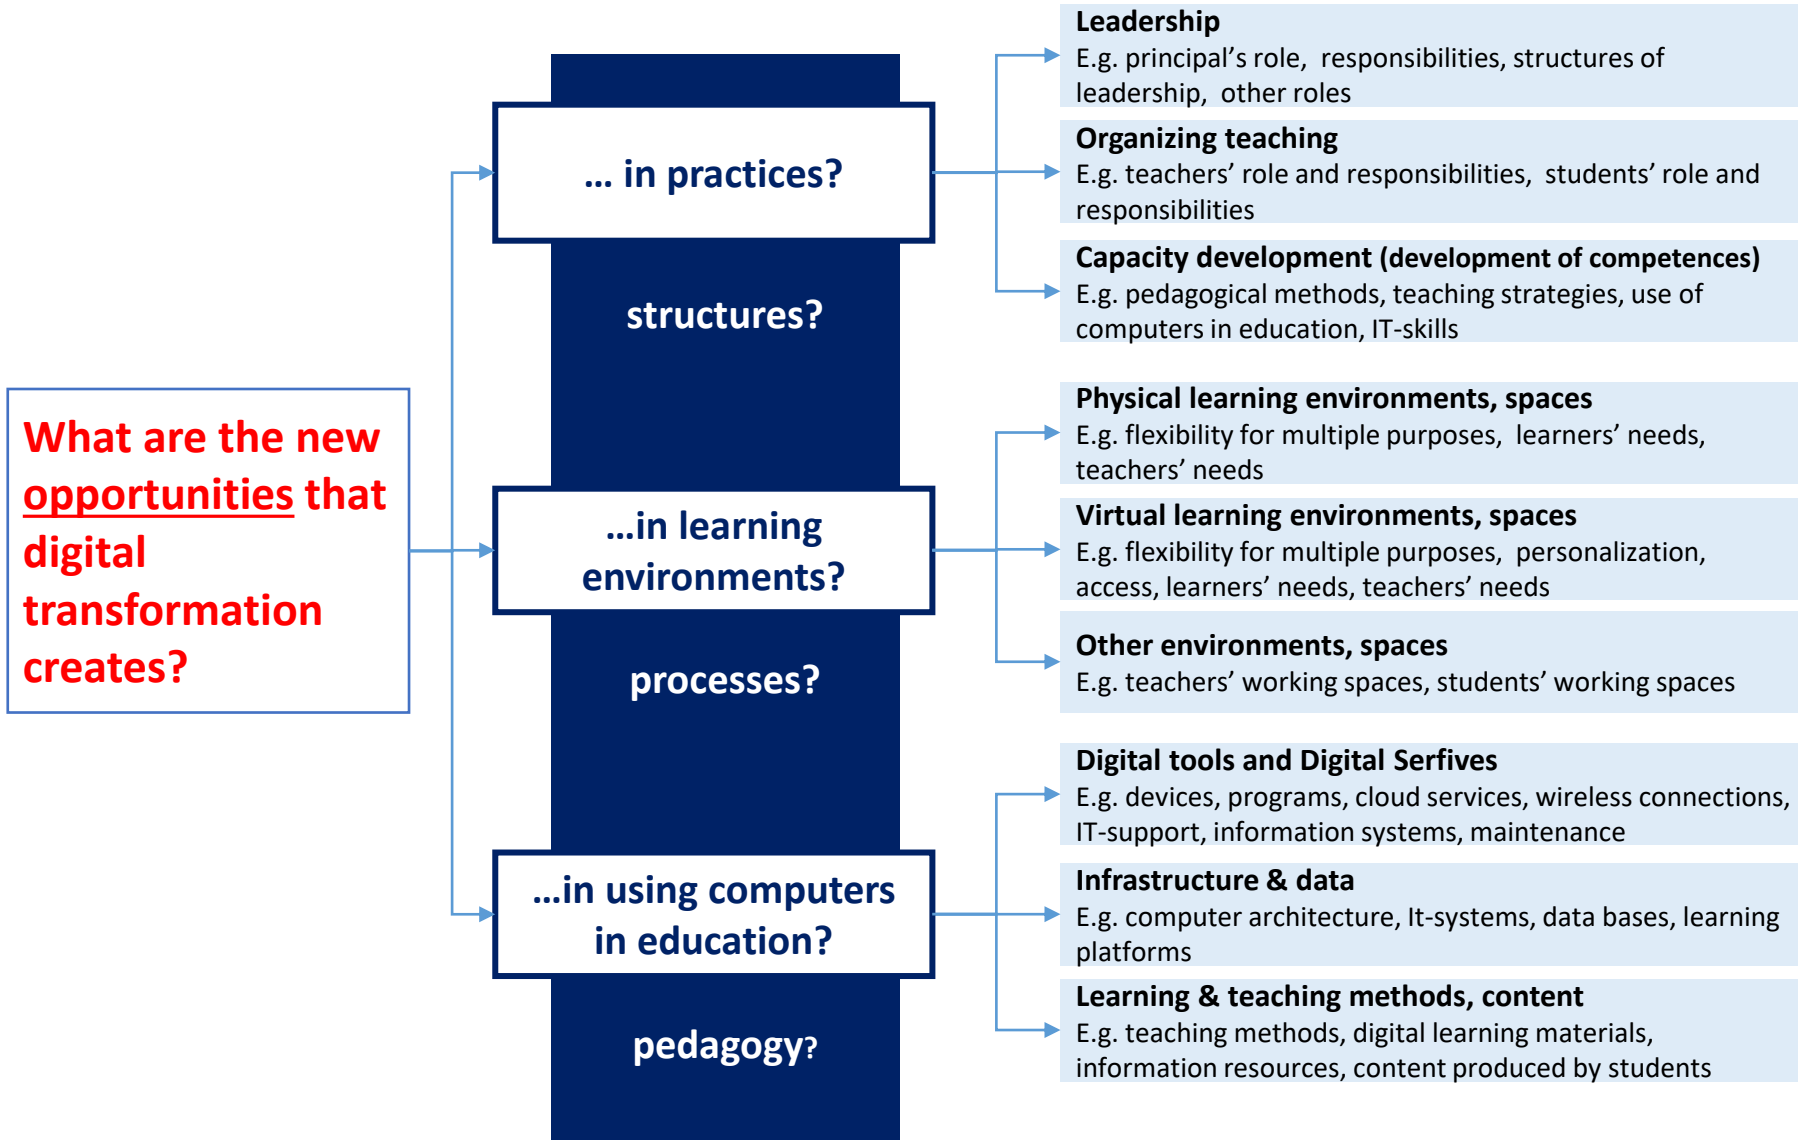 What are the new
opportunities that
digital
transformation
creates?
... in practices?
structures?
...in learning
environments?
processes?
...in using computers
in education?
pedagogy?
Leadership
E.g. principal's role, responsibilities, structures of
leadership, other roles
Organizing teaching
E.g. teachers' role and responsibilities, students' role and
responsibilities
Capacity development (development of competences)
E.g. pedagogical methods, teaching strategies, use of
computers in education, IT-skills
Physical learning environments, spaces
E.g. flexibility for multiple purposes, learners' needs,
teachers' needs
Virtual learning environments, spaces
E.g. flexibility for multiple purposes, personalization,
access, learners' needs, teachers' needs
Other environments, spaces
E.g. teachers' working spaces, students' working spaces
Digital tools and Digital Serfives
E.g. devices, programs, cloud services, wireless connections,
IT-support, information systems, maintenance
Infrastructure & data
E.g. computer architecture, It-systems, data bases, learning
platforms
Learning & teaching methods, content
E.g. teaching methods, digital learning materials,
information resources, content produced by students